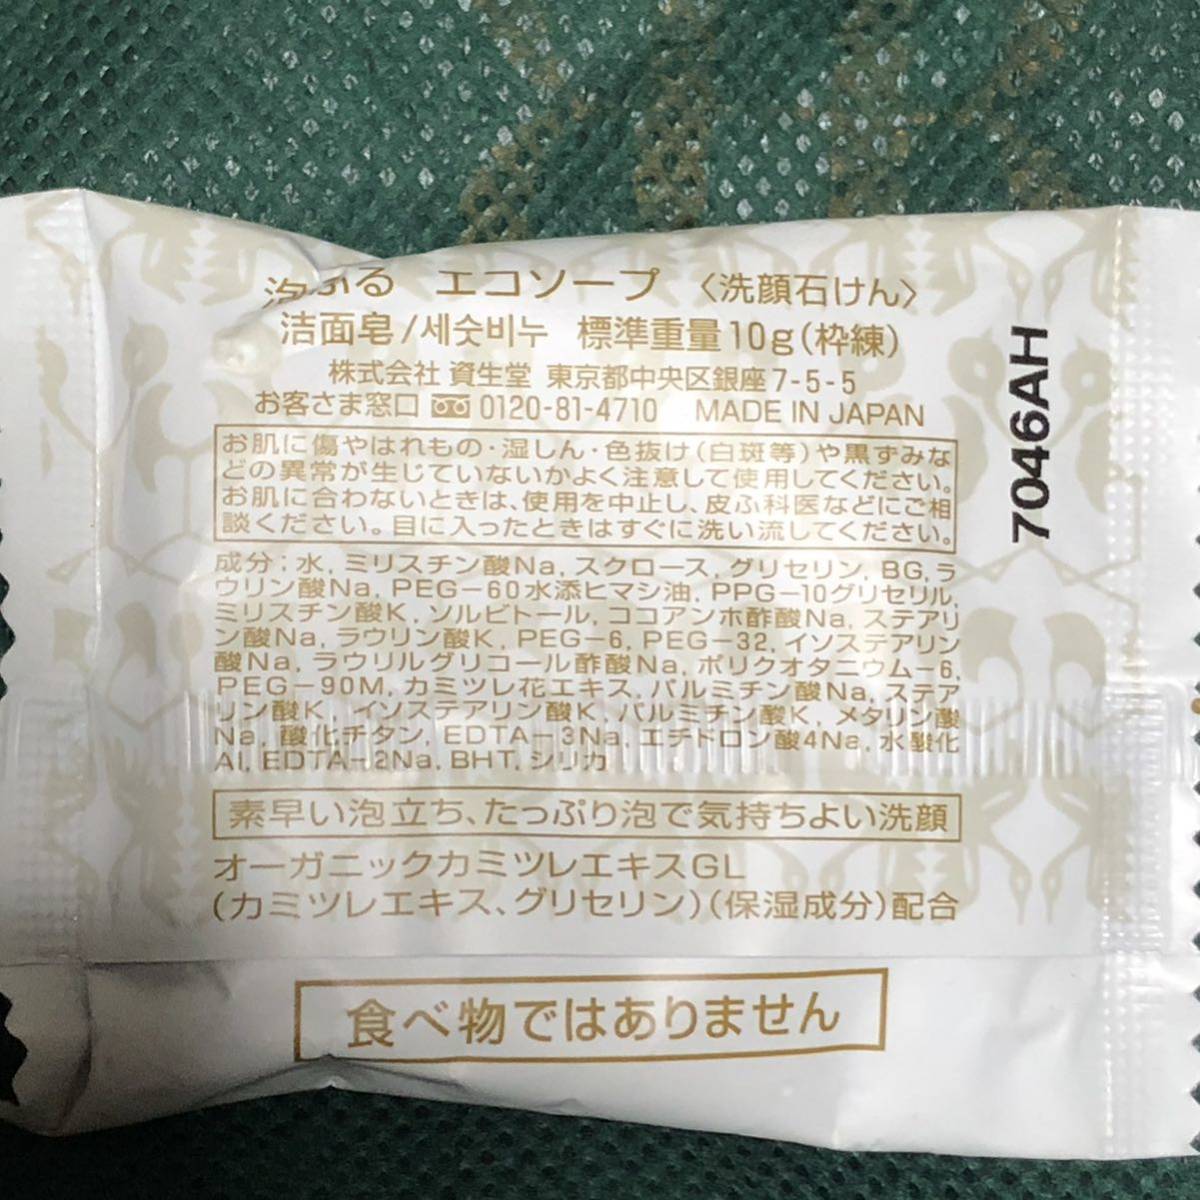 泡ふる エコソープ 〈洗顔石けん〉
洁面皂/세숫비누 標準重量10g(枠練)
株式会社 資生堂 東京都中央区銀座7-5-5
お客さま窓口 0120-81-4710 MADE IN JAPAN
お肌に傷やはれもの・湿しん・色抜け(白斑等)や黒ずみな
どの異常が生じていないかよく注意して使用してください。
お肌に合わないときは、使用を中止し、皮ふ科医などにご相
談ください。目に入ったときはすぐに洗い流してください。
成分:水, ミリスチン酸Na, スクロース, グリセリン, BG, ラ
ウリン酸Na, PEG-60水添ヒマシ油, PPG-10グリセリル,
ミリスチン酸K, ソルビトール, ココアンホ酢酸Na, ステアリ
ン酸Na, ラウリン酸K, PEG-6, PEG-32, イソステアリン
酸Na, ラウリルグリコール酢酸Na, ポリクオタニウム-6,
PEG-90M, カミツレ花エキス, パルミチン酸Na, ステア
リン酸K, イソステアリン酸K, パルミチン酸K, メタリン酸
Na, 酸化チタン, EDTA-3Na, エチドロン酸4Na, 水酸化
Al, EDTA-2Na, BHT, シリカ
素早い泡立ち、たっぷり泡で気持ちよい洗顔
オーガニックカミツレエキスGL
(カミツレエキス、グリセリン)(保湿成分)配合
食べ物ではありません
7046AH